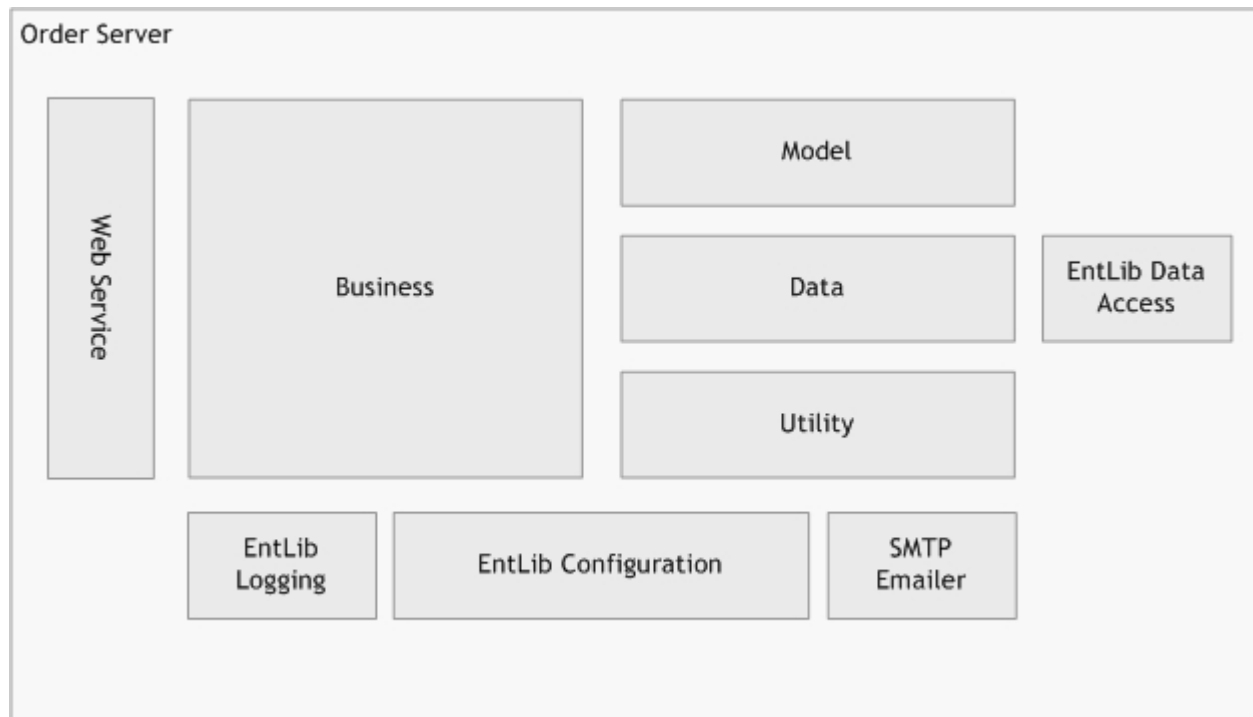 Order Server
Web Service
Business
Model
Data
EntLib Data
Access
Utility
EntLib
Logging
EntLib Configuration
SMTP
Emailer